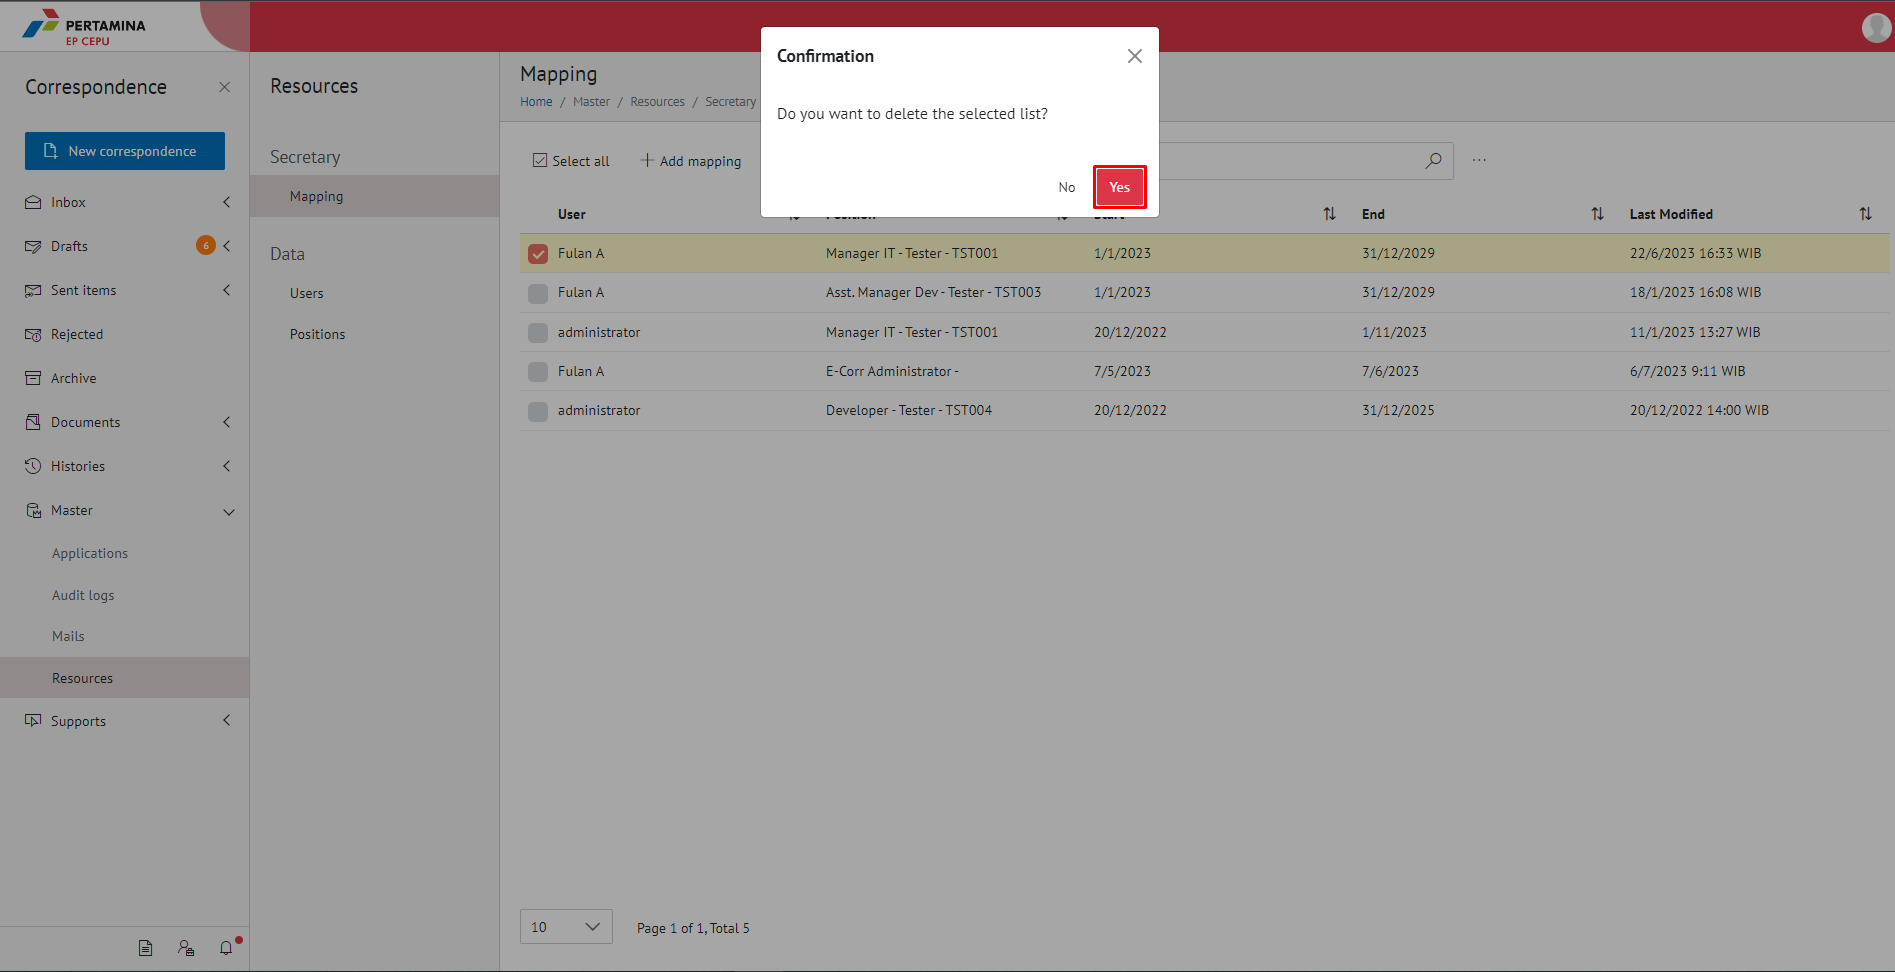 PERTAMINA
EP CEPU
Correspondence
New correspondence
Inbox
Drafts
6
Sent items
Rejected
Archive
Documents
Histories
Master
Applications
Audit logs
Mails
Resources
Supports
Resources
Secretary
Mapping
Data
Users
Positions
Mapping
Home / Master / Resources / Secretary
Select all
Add mapping
...
Confirmation
Do you want to delete the selected list?
No Yes
User Position Start End Last Modified
Fulan A Manager IT - Tester - TST001 1/1/2023 31/12/2029 22/6/2023 16:33 WIB
Fulan A Asst. Manager Dev - Tester - TST003 1/1/2023 31/12/2029 18/1/2023 16:08 WIB
administrator Manager IT - Tester - TST001 20/12/2022 1/11/2023 11/1/2023 13:27 WIB
Fulan A E-Corr Administrator - 7/5/2023 7/6/2023 6/7/2023 9:11 WIB
administrator Developer - Tester - TST004 20/12/2022 31/12/2025 20/12/2022 14:00 WIB
10
Page 1 of 1, Total 5